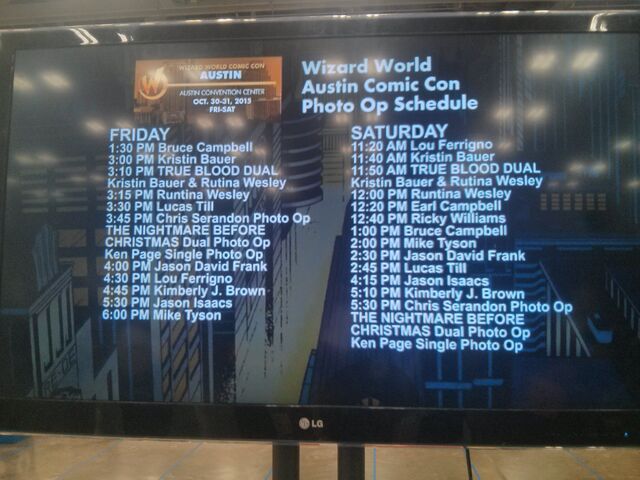 WIZARD WORLD COMIC CON
AUSTIN
AUSTIN CONVENTION CENTER
OCT. 30-31, 2015
FRI-SAT
Wizard World
Austin Comic Con
Photo Op Schedule
FRIDAY
1:30 PM Bruce Campbell
3:00 PM Kristin Bauer
3:10 PM TRUE BLOOD DUAL
Kristin Bauer & Rutina Wesley
3:15 PM Runtina Wesley
3:30 PM Lucas Till
3:45 PM Chris Serandon Photo Op
THE NIGHTMARE BEFORE
CHRISTMAS Dual Photo Op
Ken Page Single Photo Op
4:00 PM Jason David Frank
4:30 PM Lou Ferrigno
4:45 PM Kimberly J. Brown
5:30 PM Jason Isaacs
6:00 PM Mike Tyson
SATURDAY
11:20 AM Lou Ferrigno
11:40 AM Kristin Bauer
11:50 AM TRUE BLOOD DUAL
Kristin Bauer & Rutina Wesley
12:00 PM Runtina Wesley
12:20 PM Earl Campbell
12:40 PM Ricky Williams
1:00 PM Bruce Campbell
2:00 PM Mike Tyson
2:30 PM Jason David Frank
2:45 PM Lucas Till
4:15 PM Jason Isaacs
5:10 PM Kimberly J. Brown
5:30 PM Chris Serandon Photo Op
THE NIGHTMARE BEFORE
CHRISTMAS Dual Photo Op
Ken Page Single Photo Op
LG